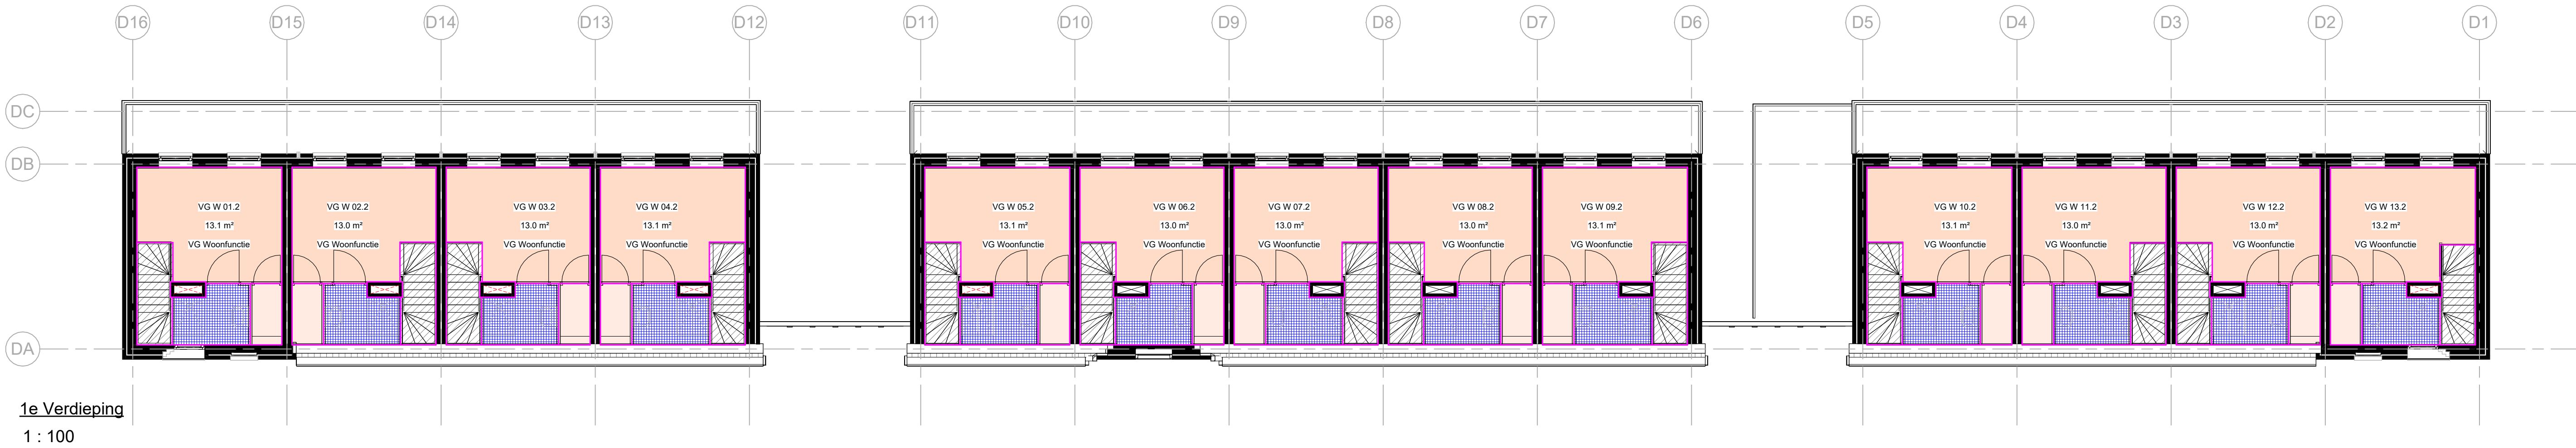 D16 D15 D14 D13 D12 D11 D10 D9 D8 D7 D6 D5 D4 D3 D2 D1
DC
DB
VG W 01.2
13.1 m²
VG Woonfunctie
VG W 02.2
13.0 m²
VG Woonfunctie
VG W 03.2
13.0 m²
VG Woonfunctie
VG W 04.2
13.1 m²
VG Woonfunctie
VG W 05.2
13.1 m²
VG Woonfunctie
VG W 06.2
13.0 m²
VG Woonfunctie
VG W 07.2
13.0 m²
VG Woonfunctie
VG W 08.2
13.0 m²
VG Woonfunctie
VG W 09.2
13.1 m²
VG Woonfunctie
VG W 10.2
13.1 m²
VG Woonfunctie
VG W 11.2
13.0 m²
VG Woonfunctie
VG W 12.2
13.0 m²
VG Woonfunctie
VG W 13.2
13.2 m²
VG Woonfunctie
DA
1e Verdieping
1 : 100